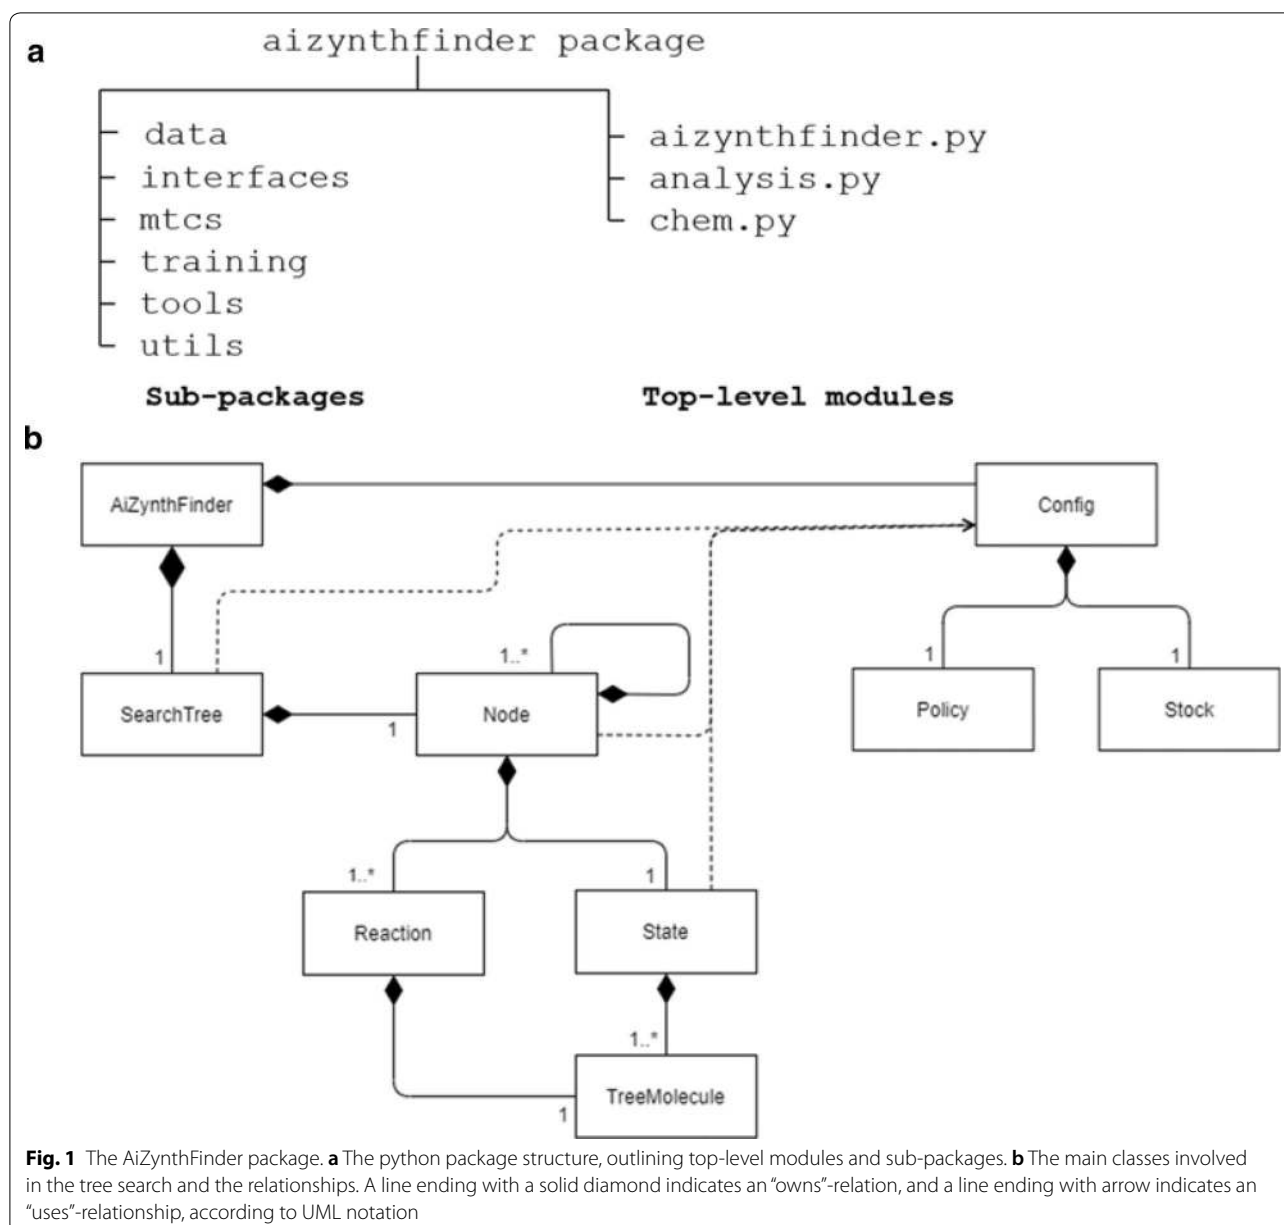 a
aizynthfinder package
data
interfaces
mtcs
training
tools
utils
Sub-packages
aizynthfinder.py
analysis.py
chem.py
Top-level modules
b
AiZynthFinder
Config
1
1..*
1
1
SearchTree
1
Node
Policy
Stock
1..*
1
Reaction
State
1..*
1
TreeMolecule
Fig. 1 The AiZynthFinder package. a The python package structure, outlining top-level modules and sub-packages. b The main classes involved
in the tree search and the relationships. A line ending with a solid diamond indicates an “owns”-relation, and a line ending with arrow indicates an
“uses”-relationship, according to UML notation